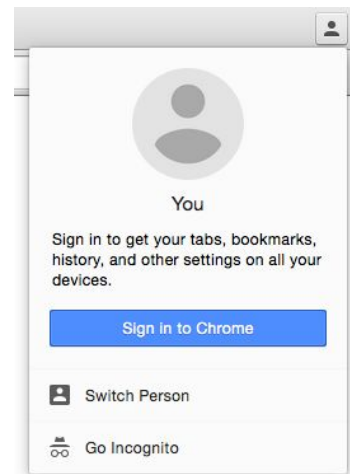 You
Sign in to get your tabs, bookmarks,
history, and other settings on all your
devices.
Sign in to Chrome
Switch Person
Go Incognito